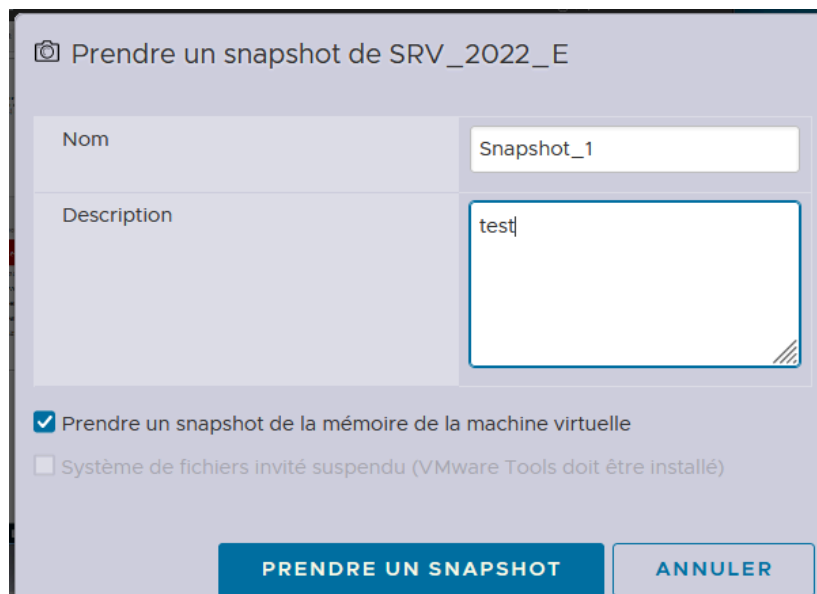 Prendre un snapshot de SRV_2022_E
Nom
Snapshot_1
Description
test
Prendre un snapshot de la mémoire de la machine virtuelle
Système de fichiers invité suspendu (VMware Tools doit être installé)
PRENDRE UN SNAPSHOT
ANNULER